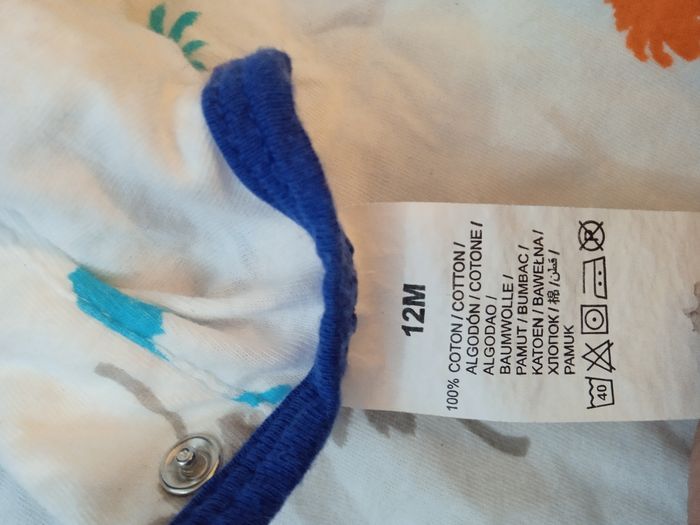 12M
100% COTON / COTTON /
ALGODÓN / COTONE /
ALGODAO /
BAUMWOLLE /
PAMUT / BUMBAC /
KATOEN / BAWEŁNA /
ХЛОПОК / 棉 / قطن /
PAMUK
40
P